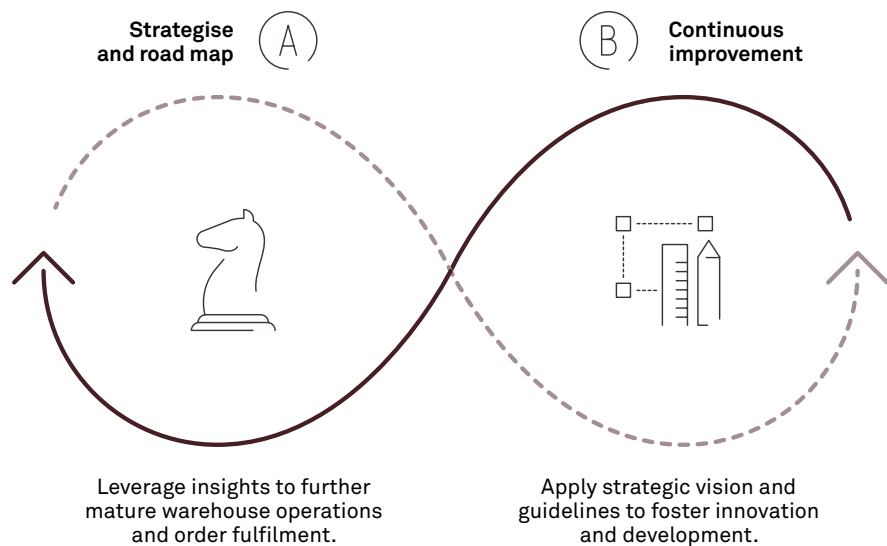 Strategise
and road map
A
B
Continuous
improvement
Leverage insights to further
mature warehouse operations
and order fulfilment.
Apply strategic vision and
guidelines to foster innovation
and development.